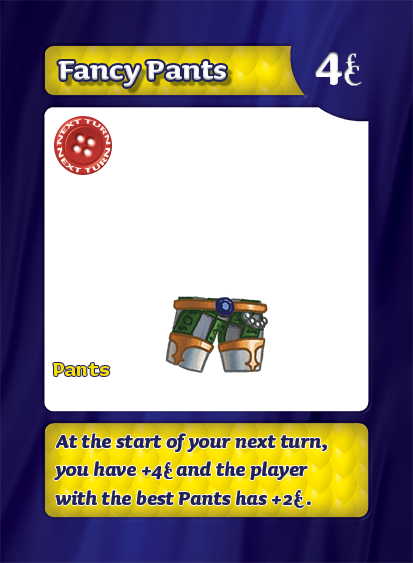 Fancy Pants
4
NEXT TURN
NEXT TURN
Pants
At the start of your next turn,
you have +4 and the player
with the best Pants has +2 .